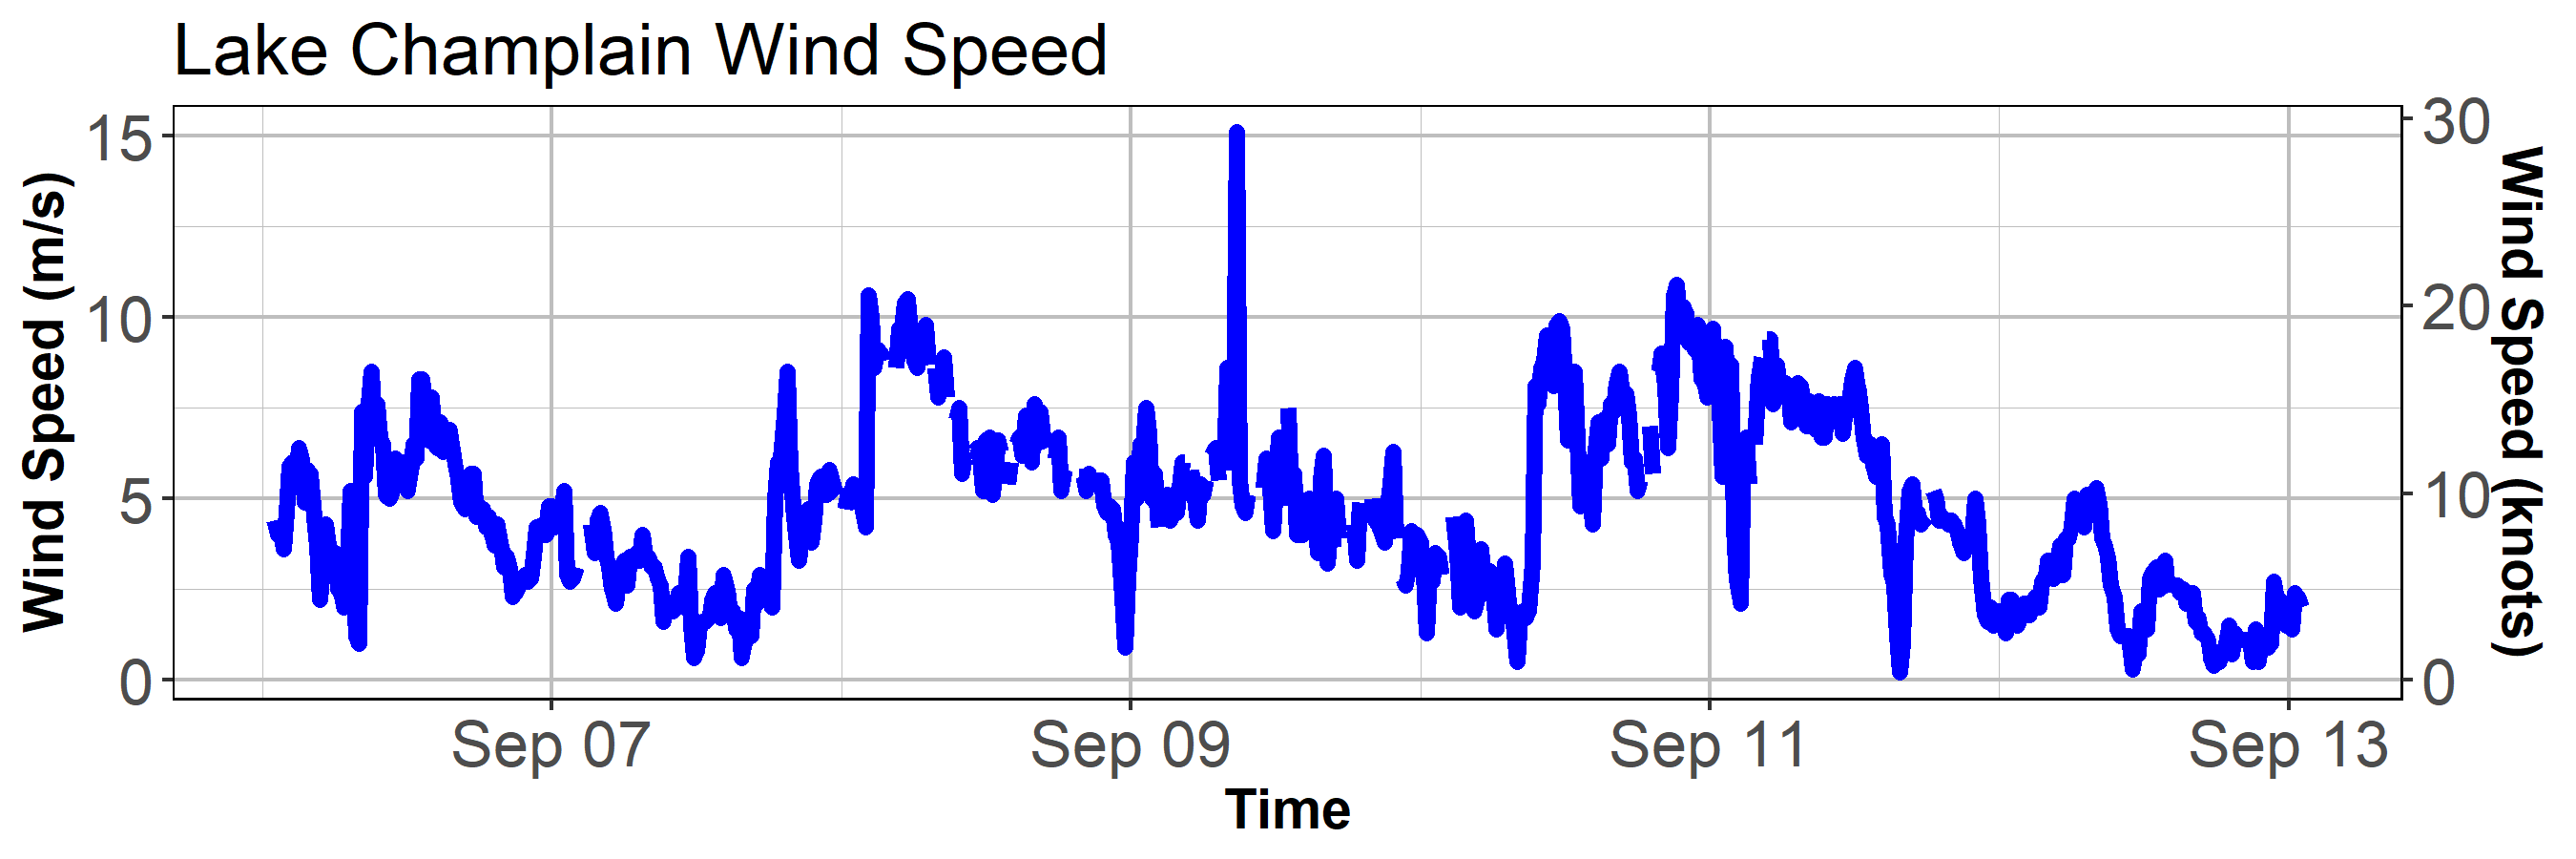 Lake Champlain Wind Speed
Wind Speed (m/s)
15
10
5
0
30
20
10
0
Wind Speed (knots)
Sep 07
Sep 09
Sep 11
Sep 13
Time